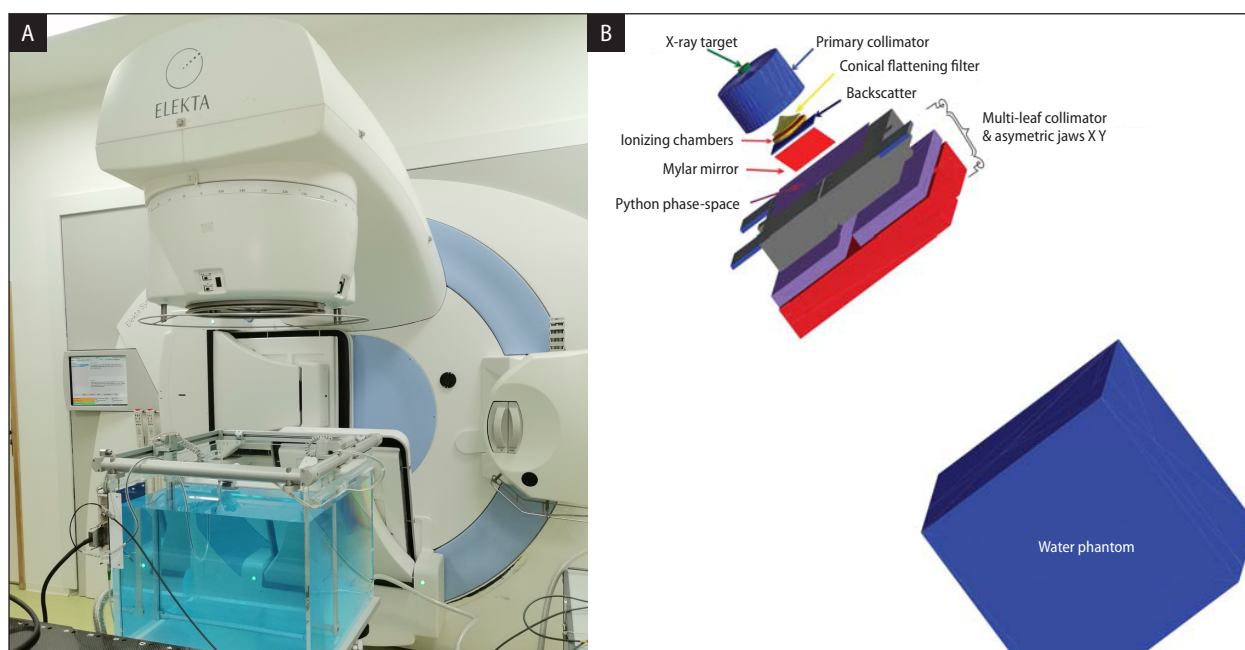 A
ELEKTA
B
X-ray target
Primary collimator
Conical flattening filter
Backscatter
Ionizing chambers
Multi-leaf collimator
& asymetric jaws X Y
Mylar mirror
Python phase-space
Water phantom